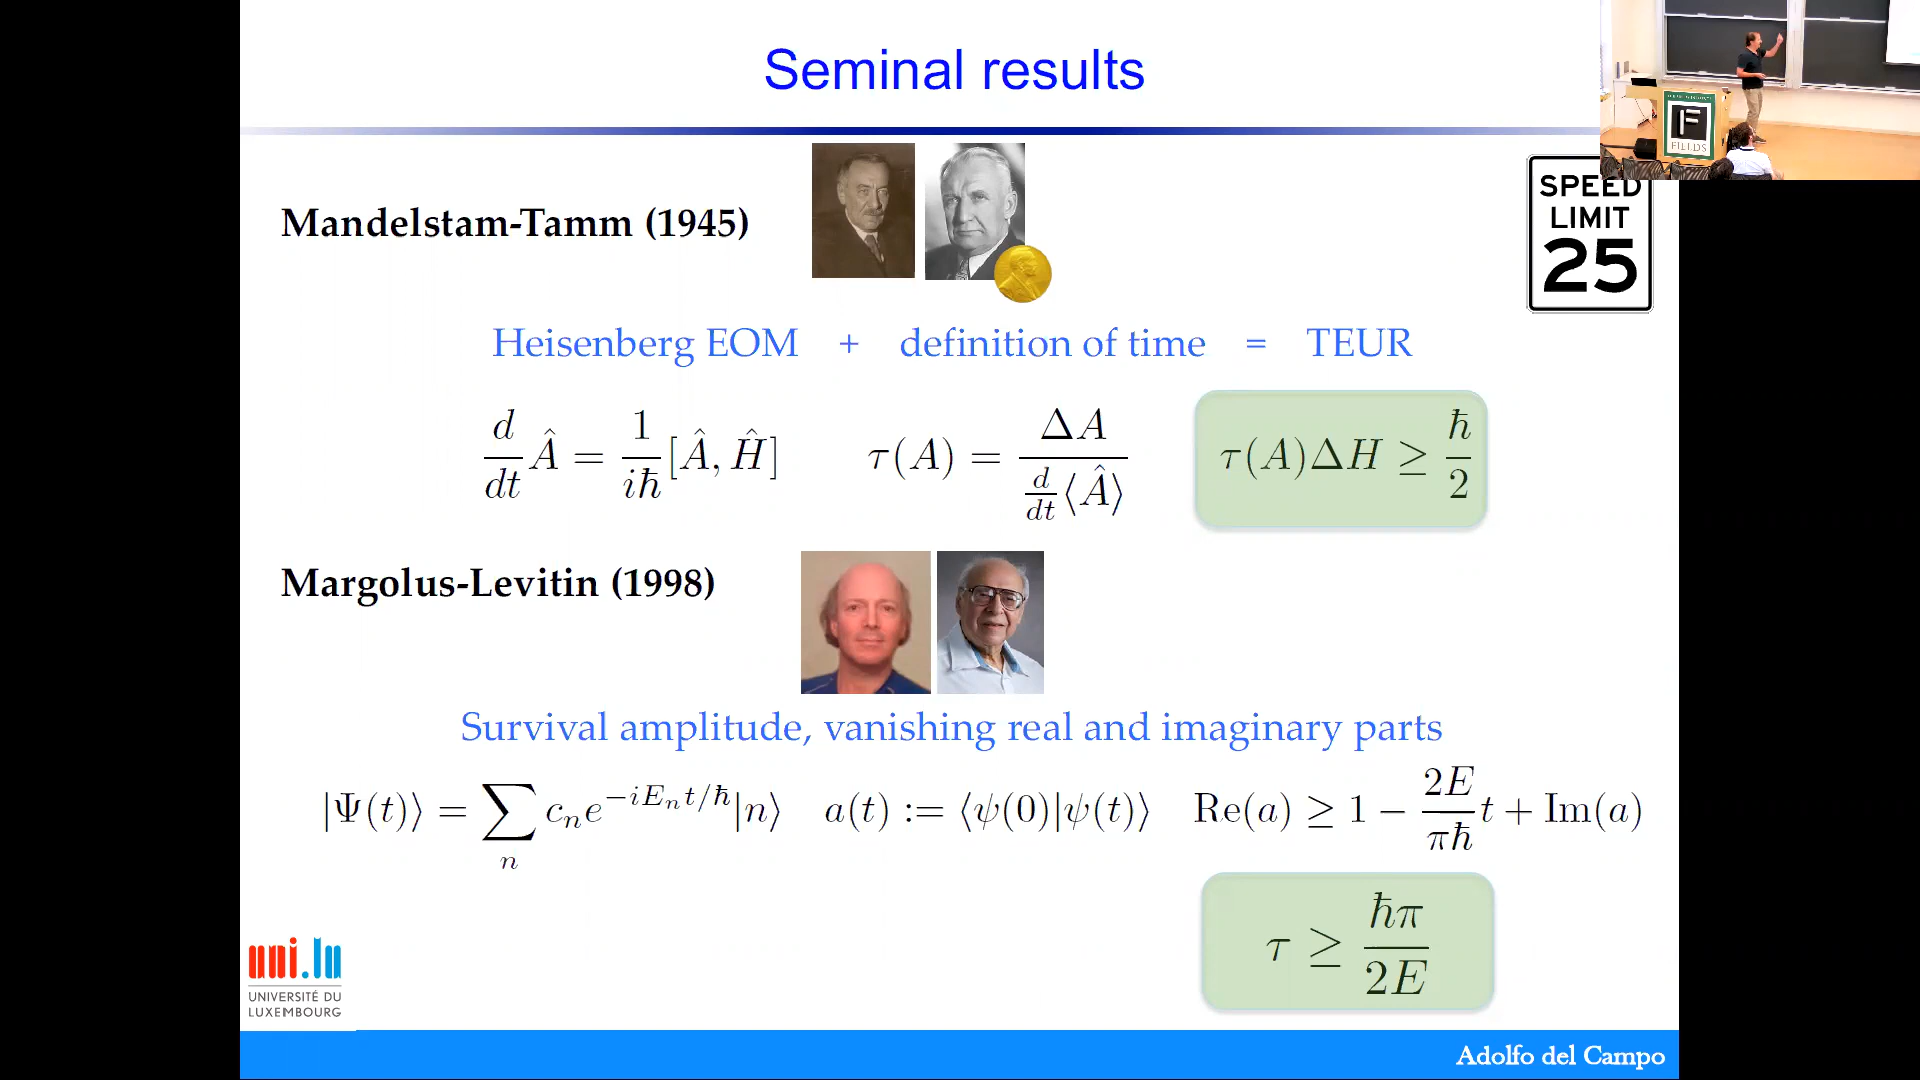 Seminal results
FIELDS
SPEED
LIMIT
25
Mandelstam-Tamm (1945)
Heisenberg EOM + definition of time = TEUR
d/dt Â = 1/iħ [Â, Ĥ] τ(A) = ΔA / d/dt⟨Â⟩ τ(A)ΔH ≥ ħ/2
Margolus-Levitin (1998)
Survival amplitude, vanishing real and imaginary parts
|Ψ(t)⟩ = ∑_n c_n e^{-iE_n t/ħ}|n⟩ a(t) := ⟨ψ(0)|ψ(t)⟩ Re(a) ≥ 1 − 2E/πħ t + Im(a)
τ ≥ ħπ/2E
uni.lu
UNIVERSITÉ DU
LUXEMBOURG
Adolfo del Campo